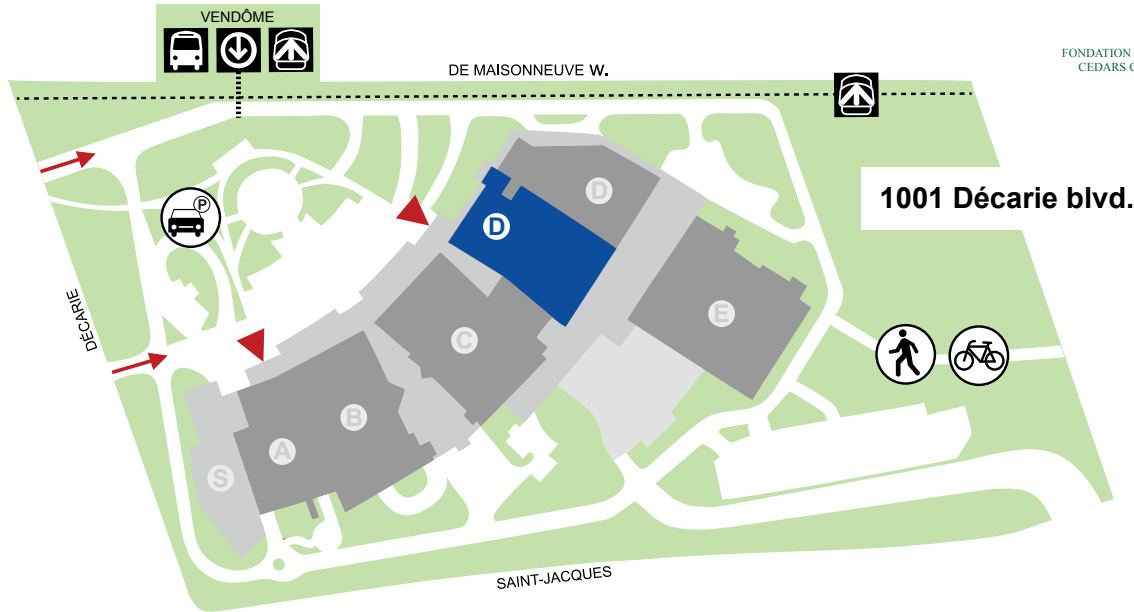 VENDÔME
DE MAISONNEUVE W.
FONDATION
CEDARS C
1001 Décarie blvd.
P
D
D
E
C
B
A
S
DÉCARIE
SAINT-JACQUES